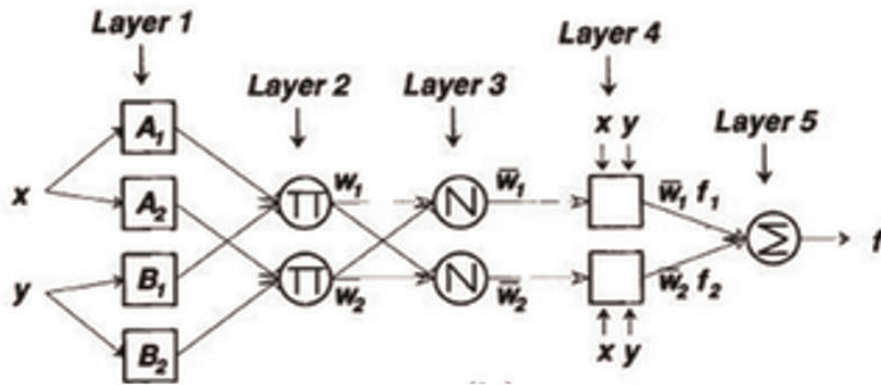 Layer 1
Layer 2
Layer 3
Layer 4
Layer 5
x
y
A₁
A₂
B₁
B₂
Π
Π
w₁
w₂
N
N
w̅₁
w̅₂
x y
x y
w̅₁ f₁
w̅₂ f₂
Σ
f